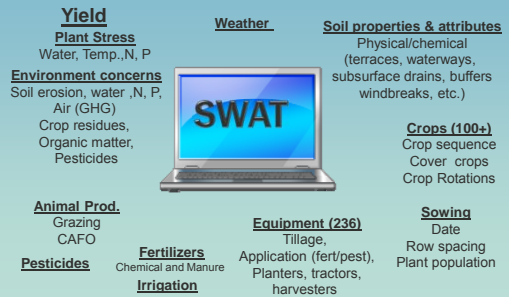 Yield
Plant Stress
Water, Temp.,N, P
Environment concerns
Soil erosion, water ,N, P,
Air (GHG)
Crop residues,
Organic matter,
Pesticides
Weather
Soil properties & attributes
Physical/chemical
(terraces, waterways,
subsurface drains, buffers
windbreaks, etc.)
SWAT
Crops (100+)
Crop sequence
Cover crops
Crop Rotations
Animal Prod.
Grazing
CAFO
Pesticides
Fertilizers
Chemical and Manure
Irrigation
Equipment (236)
Tillage,
Application (fert/pest),
Planters, tractors,
harvesters
Sowing
Date
Row spacing
Plant population